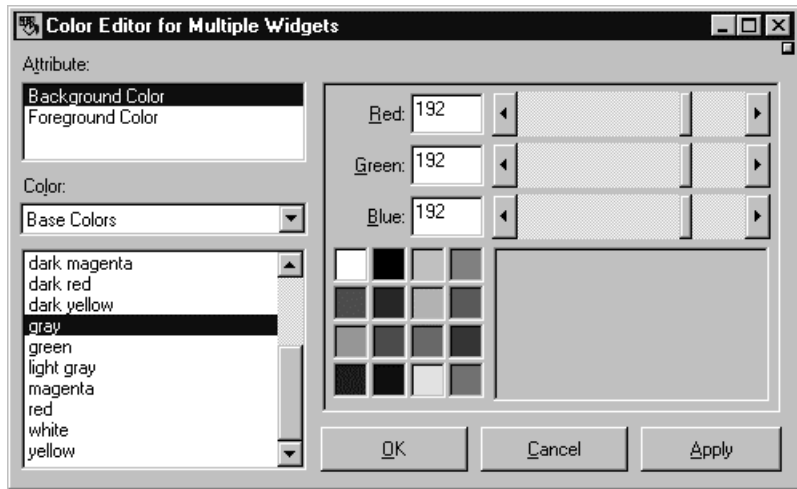 Color Editor for Multiple Widgets
Attribute:
Background Color
Foreground Color
Color:
Base Colors
dark magenta
dark red
dark yellow
gray
green
light gray
magenta
red
white
yellow
Red: 192
Green: 192
Blue: 192
OK
Cancel
Apply